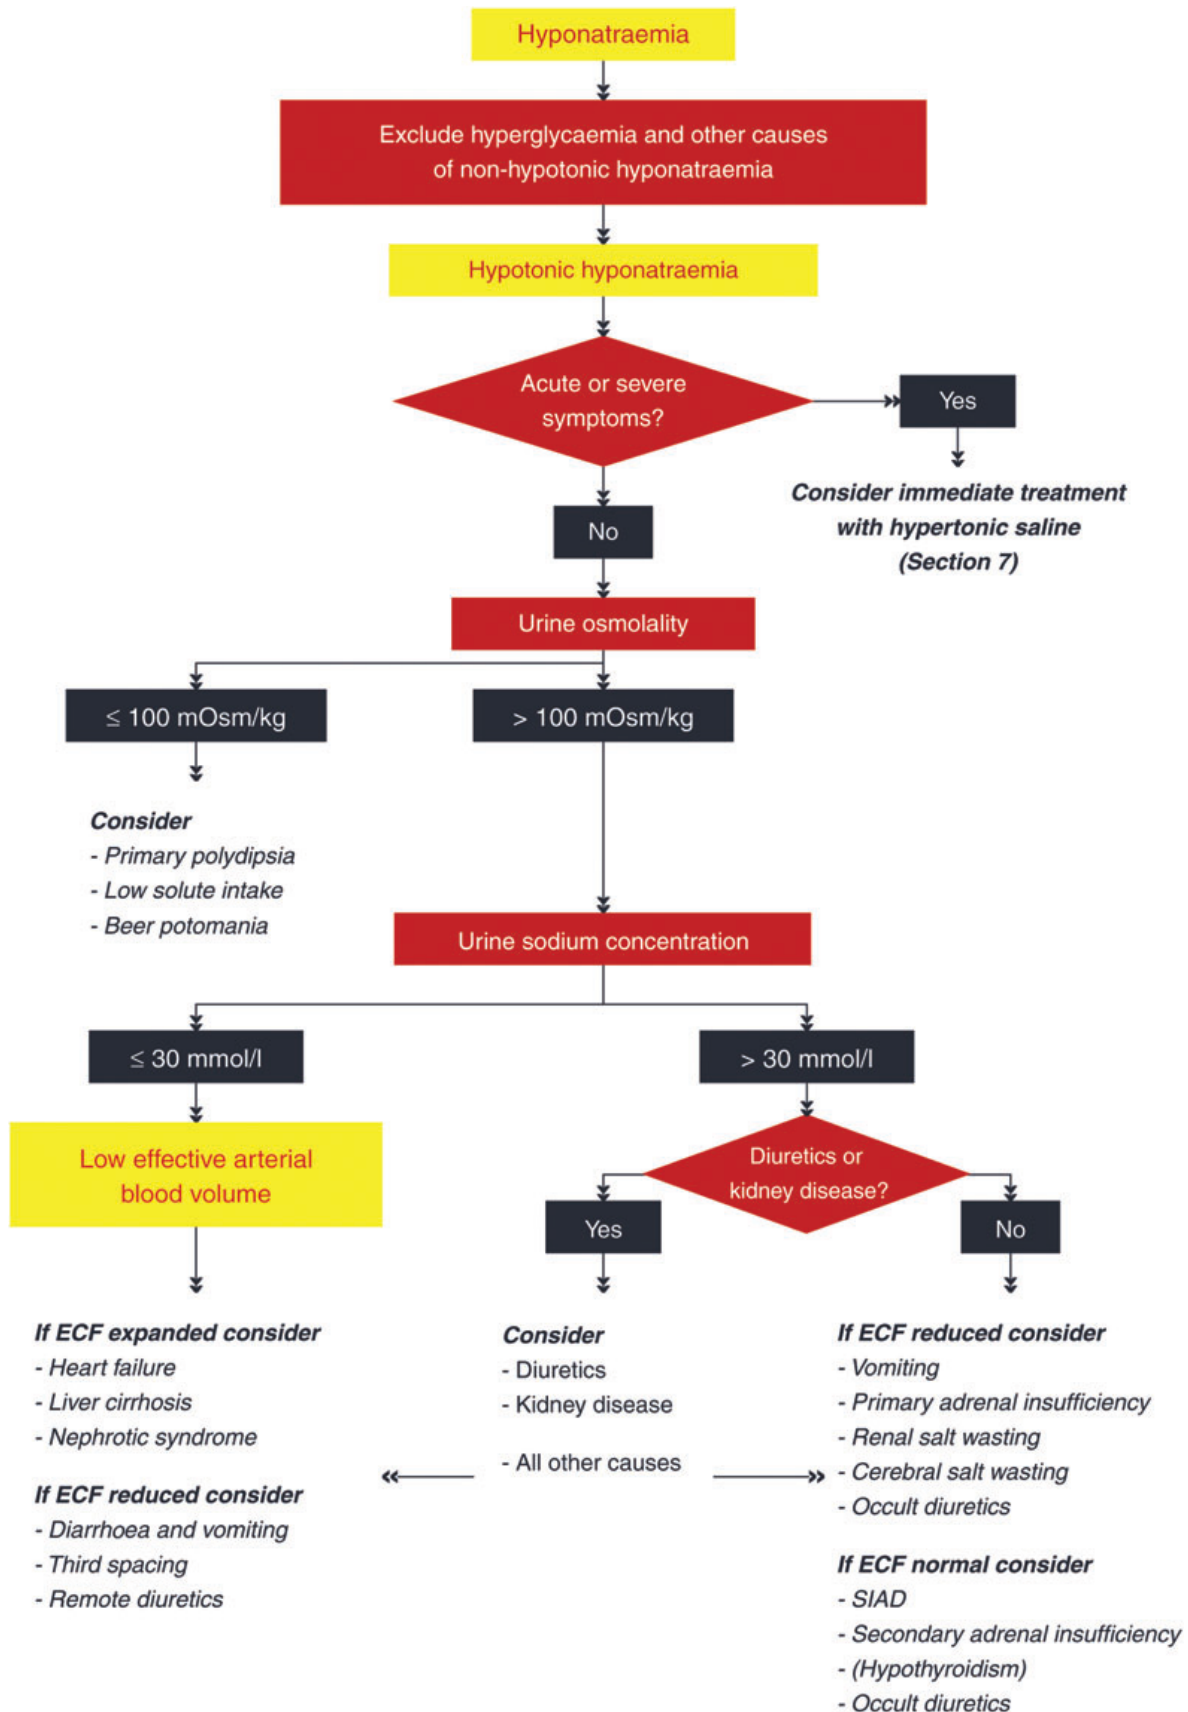 Hyponatraemia
Exclude hyperglycaemia and other causes
of non-hypotonic hyponatraemia
Hypotonic hyponatraemia
Acute or severe
symptoms?
Yes
Consider immediate treatment
with hypertonic saline
(Section 7)
No
Urine osmolality
≤ 100 mOsm/kg
> 100 mOsm/kg
Consider
- Primary polydipsia
- Low solute intake
- Beer potomania
Urine sodium concentration
≤ 30 mmol/l
> 30 mmol/l
Low effective arterial
blood volume
Diuretics or
kidney disease?
Yes
No
If ECF expanded consider
- Heart failure
- Liver cirrhosis
- Nephrotic syndrome
If ECF reduced consider
- Diarrhoea and vomiting
- Third spacing
- Remote diuretics
Consider
- Diuretics
- Kidney disease
- All other causes
If ECF reduced consider
- Vomiting
- Primary adrenal insufficiency
- Renal salt wasting
- Cerebral salt wasting
- Occult diuretics
If ECF normal consider
- SIAD
- Secondary adrenal insufficiency
- (Hypothyroidism)
- Occult diuretics